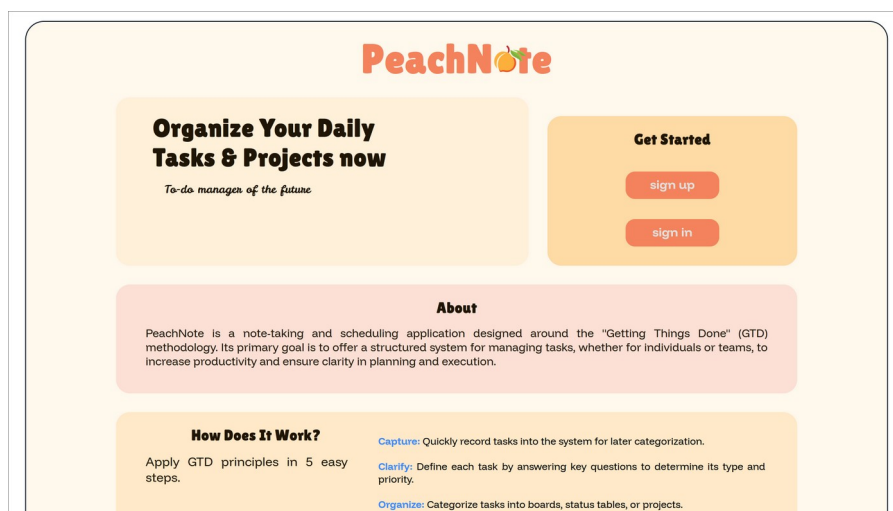 PeachNote
Organize Your Daily
Tasks & Projects now
To-do manager of the future
Get Started
sign up
sign in
About
PeachNote is a note-taking and scheduling application designed around the "Getting Things Done" (GTD)
methodology. Its primary goal is to offer a structured system for managing tasks, whether for individuals or teams, to
increase productivity and ensure clarity in planning and execution.
How Does It Work?
Apply GTD principles in 5 easy
steps.
Capture: Quickly record tasks into the system for later categorization.
Clarify: Define each task by answering key questions to determine its type and
priority.
Organize: Categorize tasks into boards, status tables, or projects.